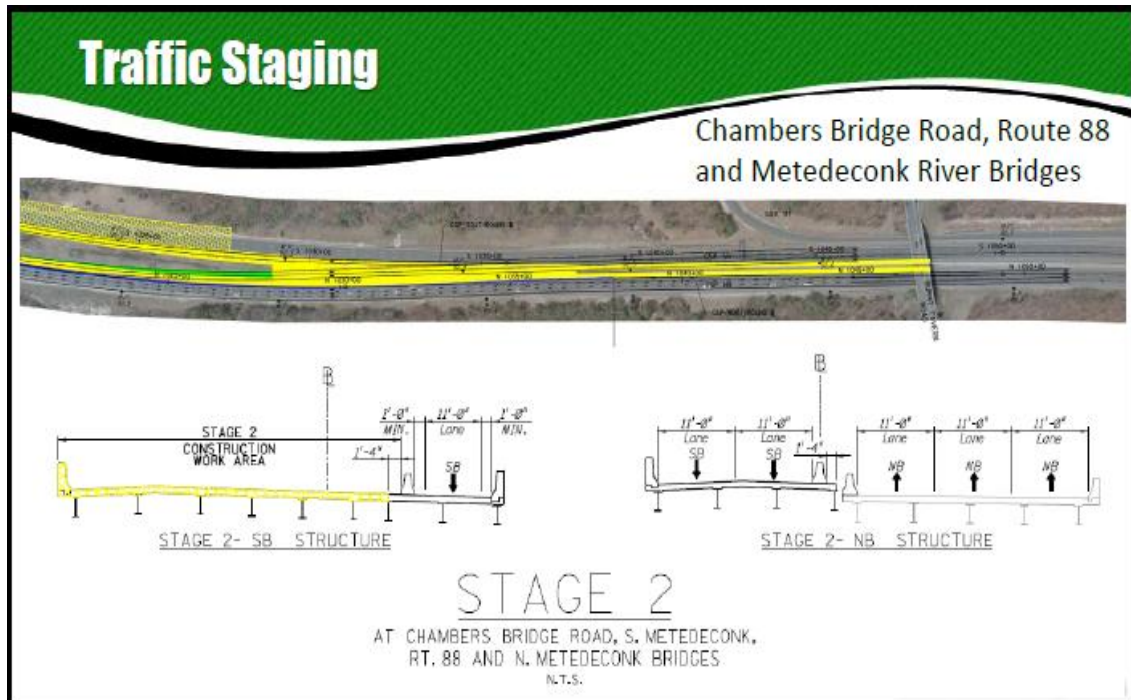 Traffic Staging
Chambers Bridge Road, Route 88
and Metedeconk River Bridges
STAGE 2
CONSTRUCTION
WORK AREA
1'-4"
1'-0"
MIN.
11'-0"
Lane
1'-0"
MIN.
SB
STAGE 2- SB STRUCTURE
11'-0"
Lane
SB
11'-0"
Lane
SB
1'-4"
11'-0"
Lane
NB
11'-0"
Lane
NB
11'-0"
Lane
NB
STAGE 2- NB STRUCTURE
STAGE 2
AT CHAMBERS BRIDGE ROAD, S. METEDECONK,
RT. 88 AND N. METEDECONK BRIDGES
N.T.S.